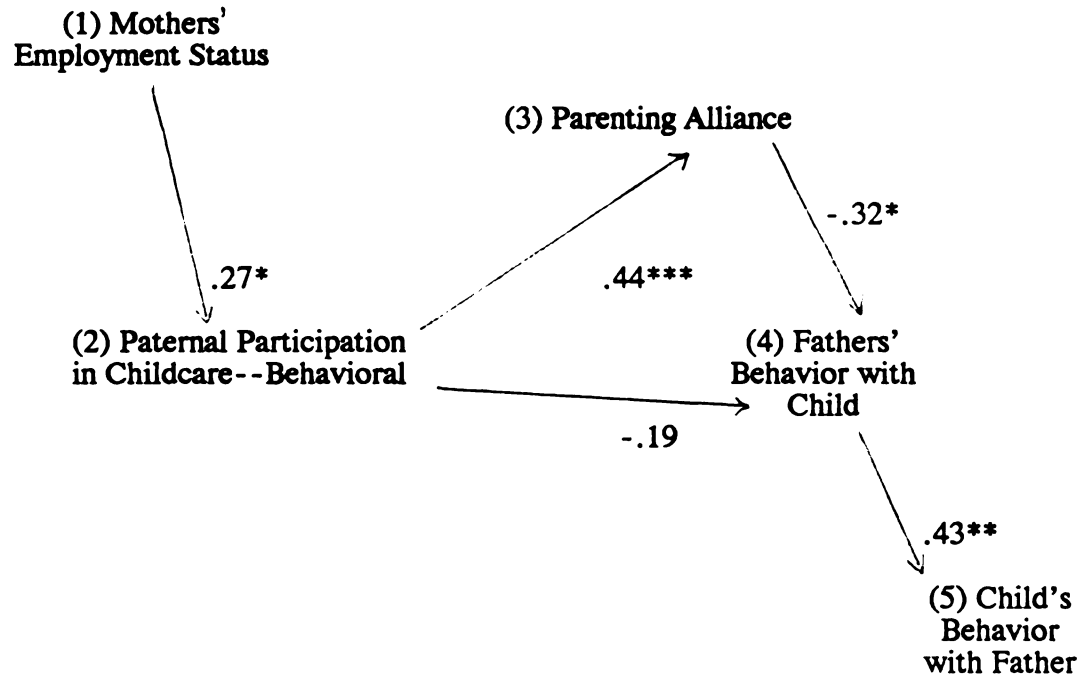 (1) Mothers'
Employment Status
(3) Parenting Alliance
-.32*
.27*
.44***
(2) Paternal Participation
in Childcare--Behavioral
(4) Fathers'
Behavior with
Child
-.19
.43**
(5) Child's
Behavior
with Father